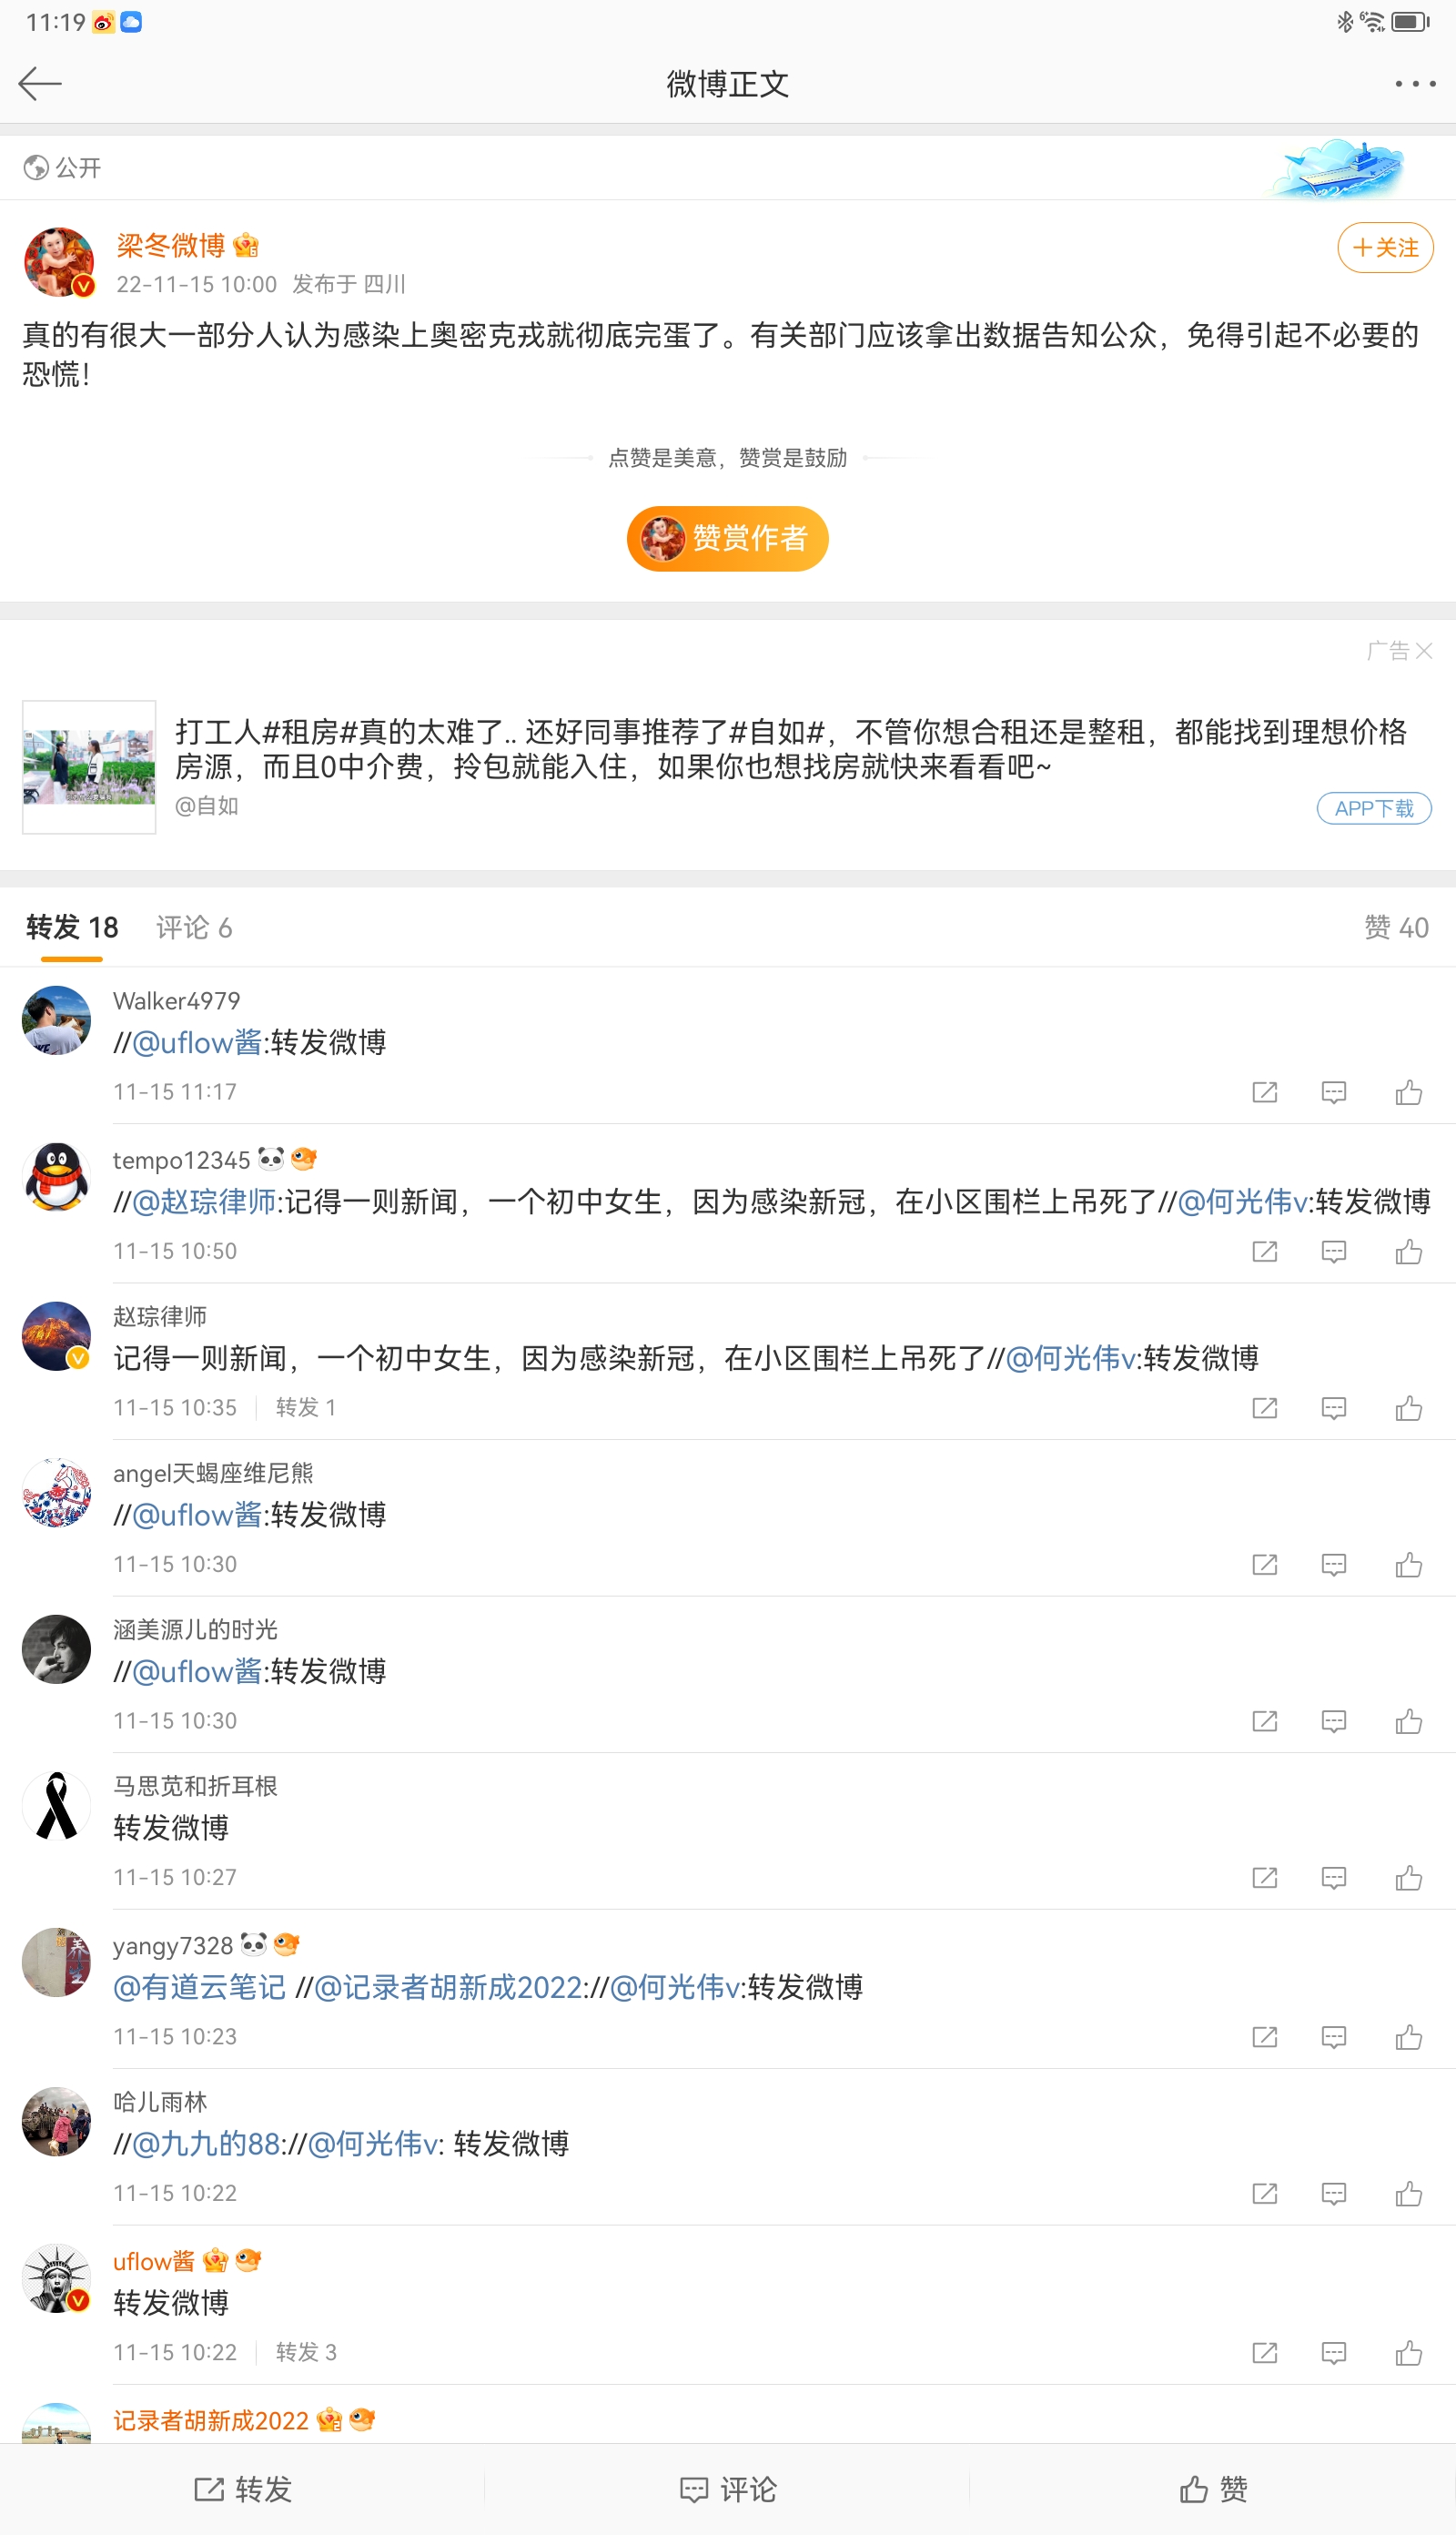 11:19
微博正文
公开
梁冬微博
22-11-15 10:00 发布于 四川
+关注
真的有很大一部分人认为感染上奥密克戎就彻底完蛋了。有关部门应该拿出数据告知公众，免得引起不必要的
恐慌！
点赞是美意，赞赏是鼓励
赞赏作者
广告
打工人#租房#真的太难了.. 还好同事推荐了#自如#，不管你想合租还是整租，都能找到理想价格
房源，而且0中介费，拎包就能入住，如果你也想找房就快来看看吧~
@自如
APP下载
转发 18 评论 6 赞 40
Walker4979
//@uflow酱:转发微博
11-15 11:17
tempo12345
//@赵琮律师:记得一则新闻，一个初中女生，因为感染新冠，在小区围栏上吊死了//@何光伟v:转发微博
11-15 10:50
赵琮律师
记得一则新闻，一个初中女生，因为感染新冠，在小区围栏上吊死了//@何光伟v:转发微博
11-15 10:35 转发 1
angel天蝎座维尼熊
//@uflow酱:转发微博
11-15 10:30
涵美源儿的时光
//@uflow酱:转发微博
11-15 10:30
马思苋和折耳根
转发微博
11-15 10:27
yangy7328
@有道云笔记 //@记录者胡新成2022://@何光伟v:转发微博
11-15 10:23
哈儿雨林
//@九九的88://@何光伟v: 转发微博
11-15 10:22
uflow酱
转发微博
11-15 10:22 转发 3
记录者胡新成2022
转发 评论 赞